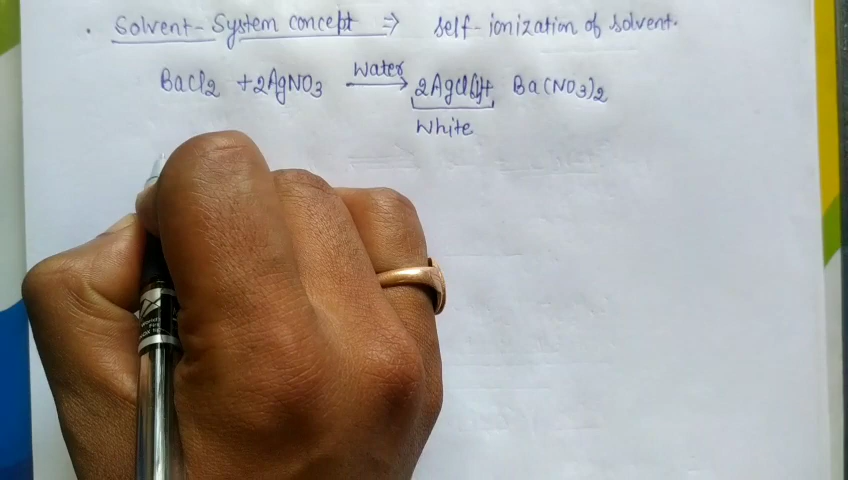 . Solvent-System concept ⇒ self-ionization of solvent.
BaCl2 + 2AgNO3 Water → 2AgCl(↓)+ Ba(NO3)2
White